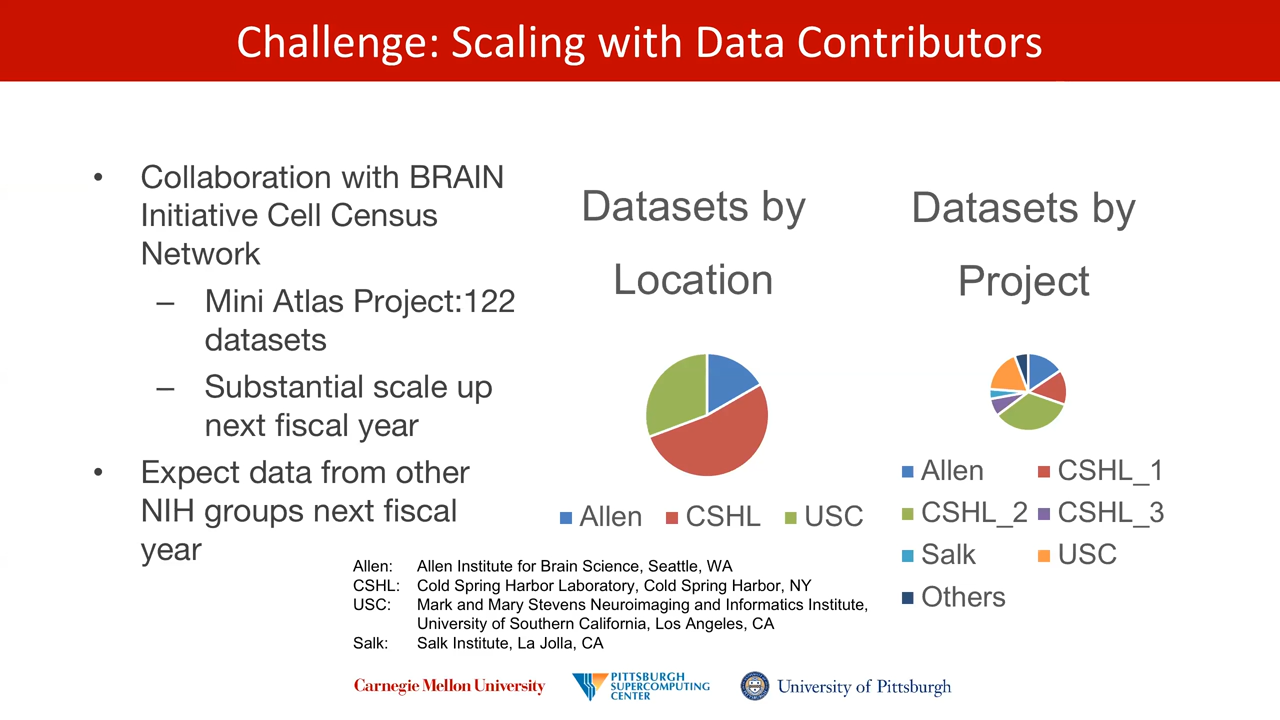 Challenge: Scaling with Data Contributors
• Collaboration with BRAIN
Initiative Cell Census
Network
– Mini Atlas Project:122
datasets
– Substantial scale up
next fiscal year
• Expect data from other
NIH groups next fiscal
year
Datasets by
Location
Allen CSHL USC
Datasets by
Project
Allen CSHL_1
CSHL_2 CSHL_3
Salk USC
Others
Allen: Allen Institute for Brain Science, Seattle, WA
CSHL: Cold Spring Harbor Laboratory, Cold Spring Harbor, NY
USC: Mark and Mary Stevens Neuroimaging and Informatics Institute,
University of Southern California, Los Angeles, CA
Salk: Salk Institute, La Jolla, CA
Carnegie Mellon University
PITTSBURGH
SUPERCOMPUTING
CENTER
University of Pittsburgh